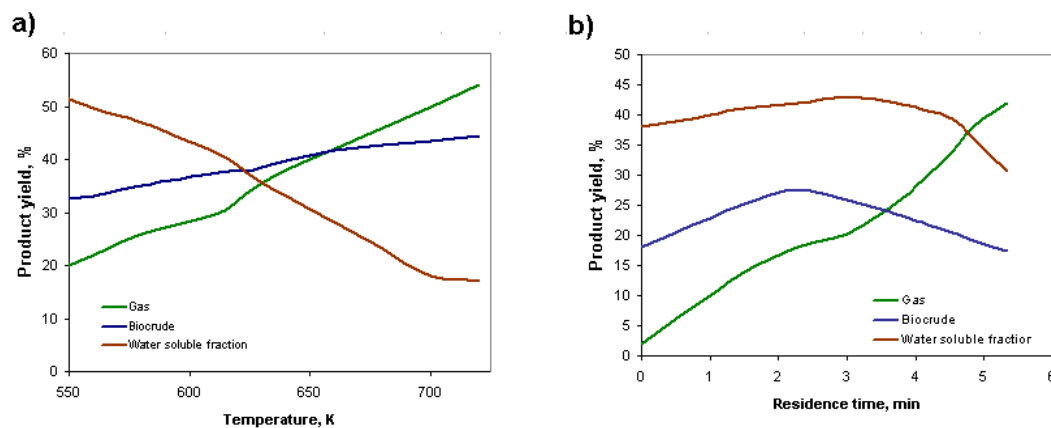 a)
60
50
40
30
20
10
0
Product yield, %
Gas
Biocrude
Water soluble fraction
550
600
650
700
Temperature, K
b)
50
45
40
35
30
25
20
15
10
5
0
Product yield, %
Gas
Biocrude
Water soluble fraction
0
1
2
3
4
5
6
Residence time, min